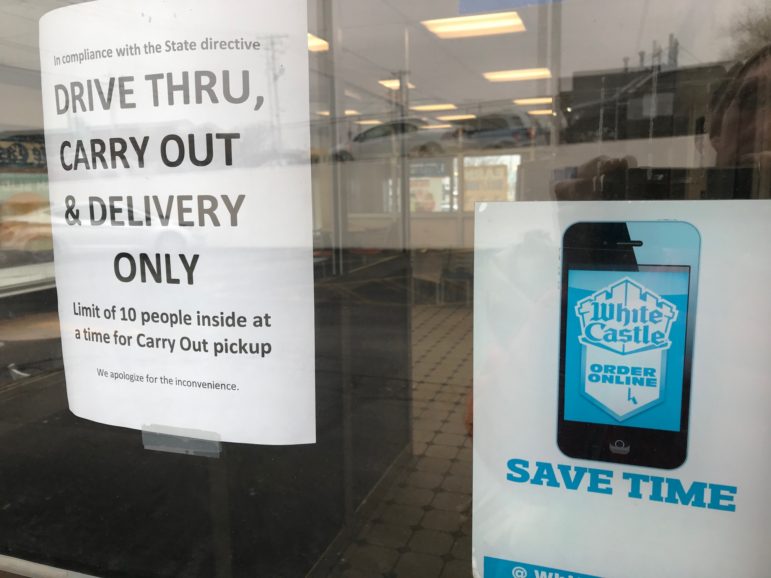 In compliance with the State directive
DRIVE THRU,
CARRY OUT
& DELIVERY
ONLY
Limit of 10 people inside at
a time for Carry Out pickup
We apologize for the inconvenience.
White
Castle
ORDER
ONLINE
SAVE TIME